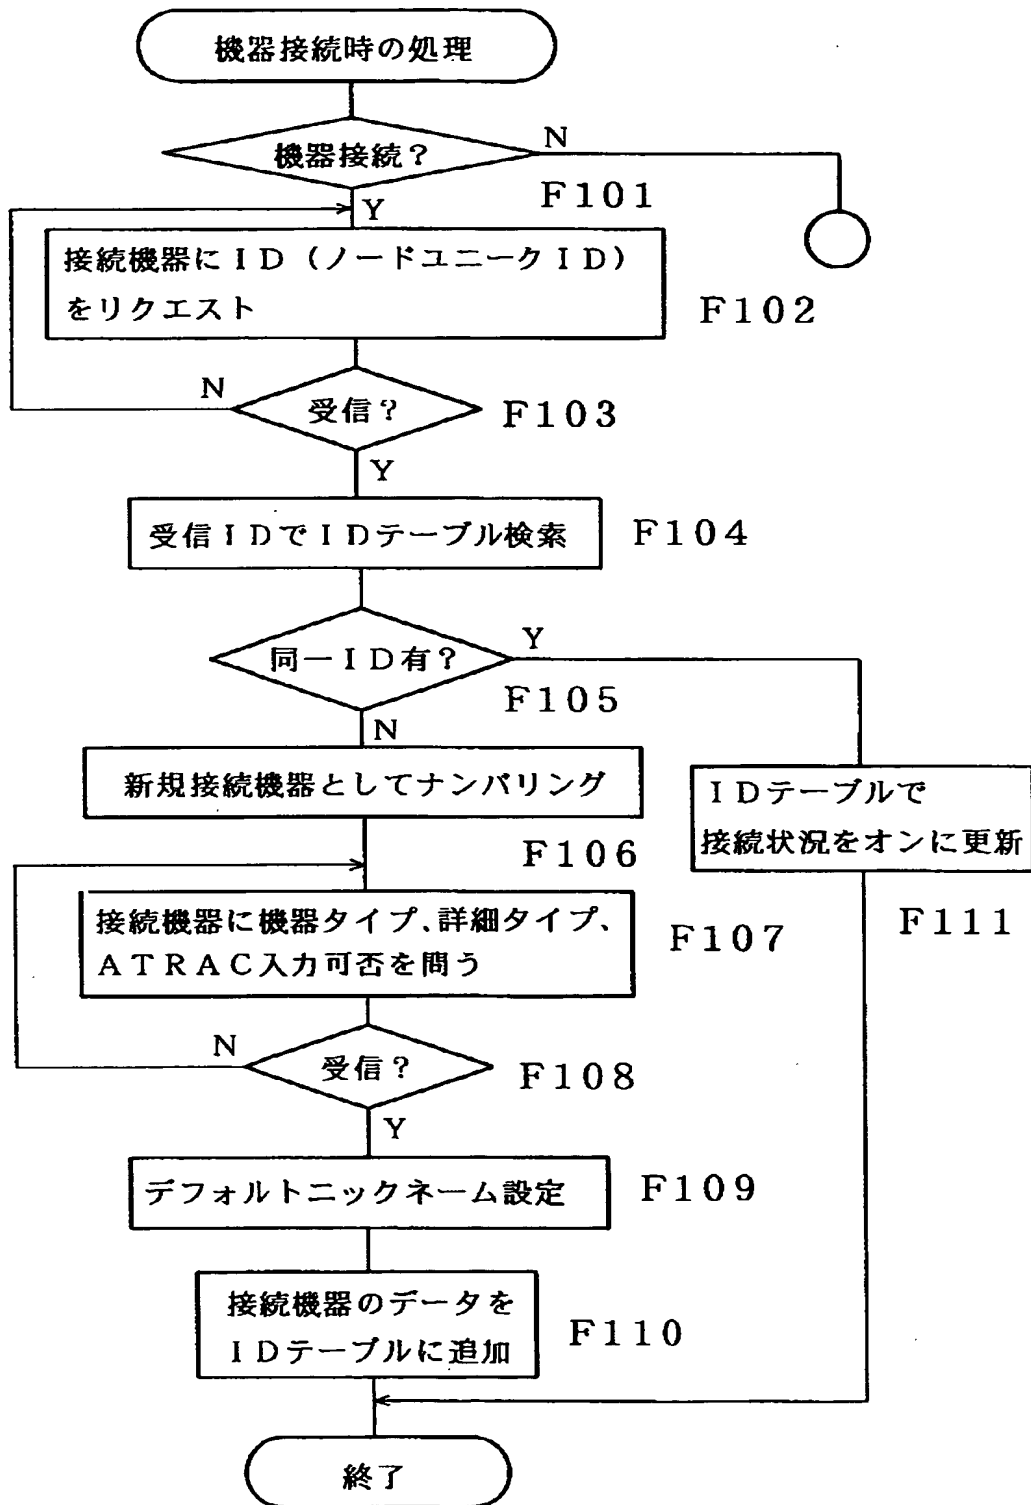 機器接続時の処理
機器接続？
N
F101
Y
接続機器にＩＤ（ノードユニークＩＤ）
をリクエスト
F102
N
受信？
F103
Y
受信ＩＤでＩＤテーブル検索
F104
同一ＩＤ有？
Y
F105
N
新規接続機器としてナンバリング
F106
ＩＤテーブルで
接続状況をオンに更新
F111
接続機器に機器タイプ、詳細タイプ、
ＡＴＲＡＣ入力可否を問う
F107
N
受信？
F108
Y
デフォルトニックネーム設定
F109
接続機器のデータを
ＩＤテーブルに追加
F110
終了